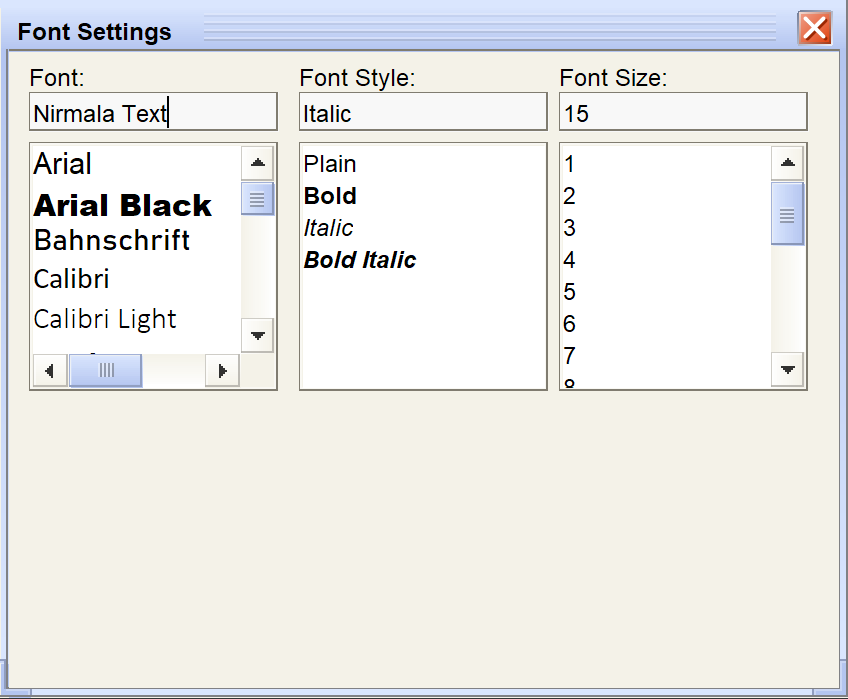 Font Settings
Font: Font Style: Font Size:
Nirmala Text Italic 15
Arial
Arial Black
Bahnschrift
Calibri
Calibri Light
Plain
Bold
Italic
Bold Italic
1
2
3
4
5
6
7